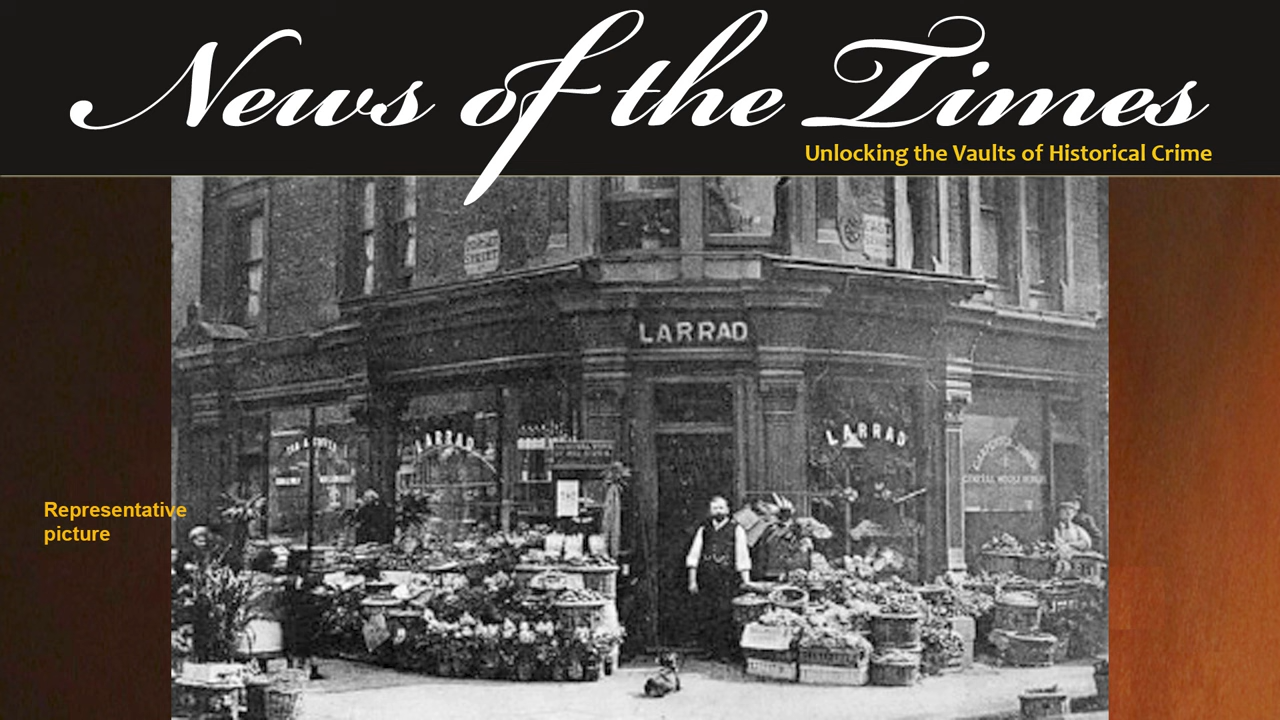 News of the Times
Unlocking the Vaults of Historical Crime
LARRAD
LARRAD
LARRAD
Representative
picture